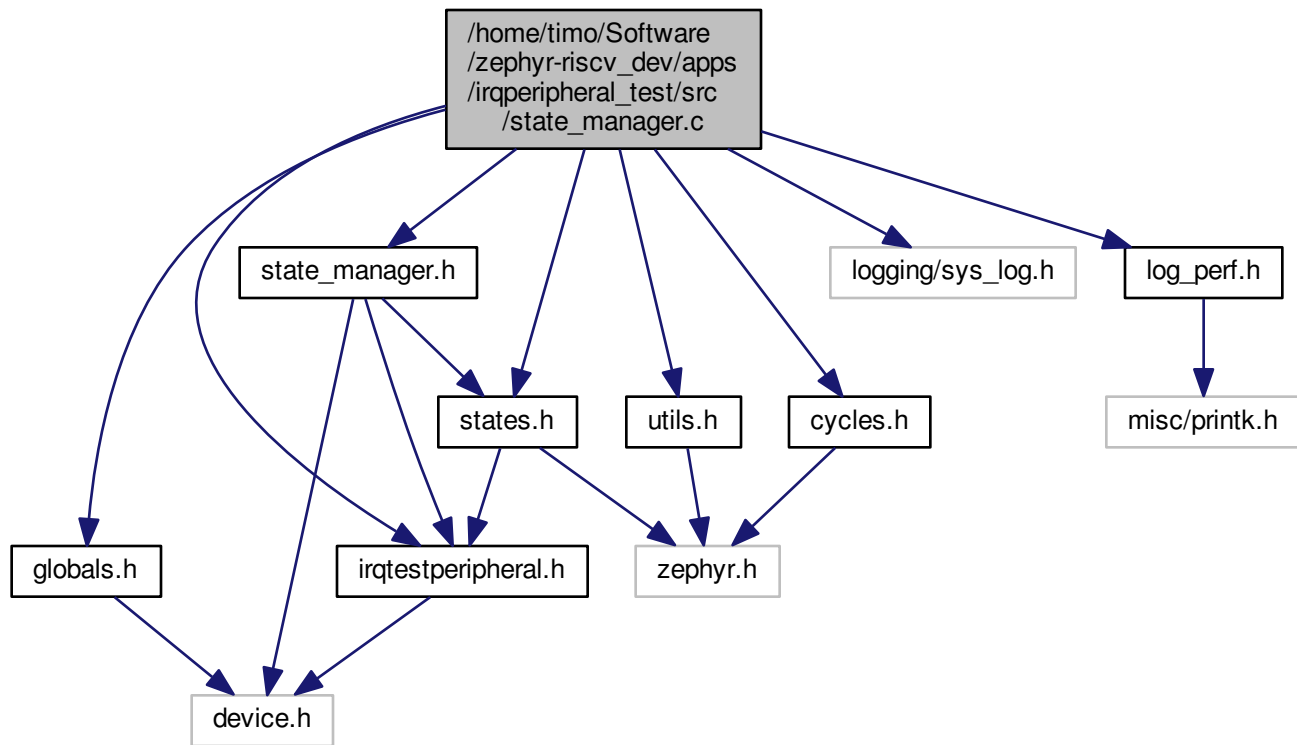 /home/timo/Software
/zephyr-riscv_dev/apps
/irqperipheral_test/src
/state_manager.c
state_manager.h
logging/sys_log.h
log_perf.h
states.h
utils.h
cycles.h
misc/printk.h
globals.h
irqtestperipheral.h
zephyr.h
device.h